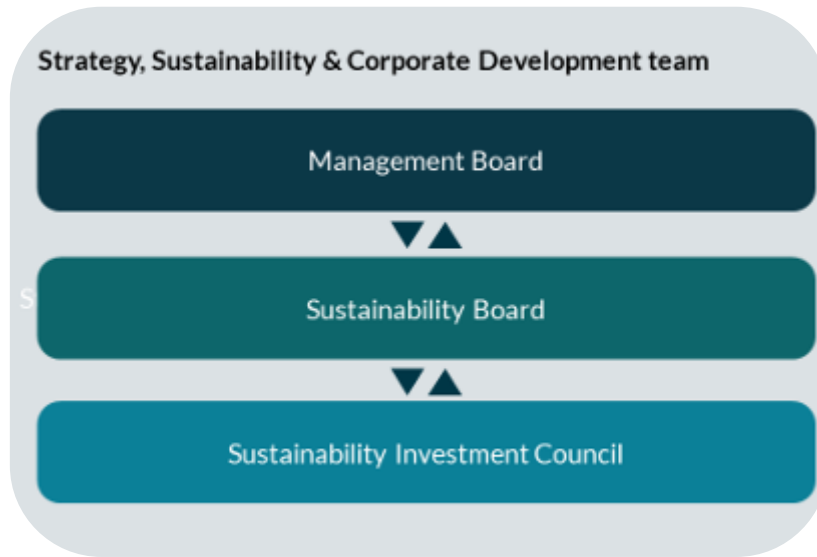 Strategy, Sustainability & Corporate Development team
Management Board
S
Sustainability Board
Sustainability Investment Council